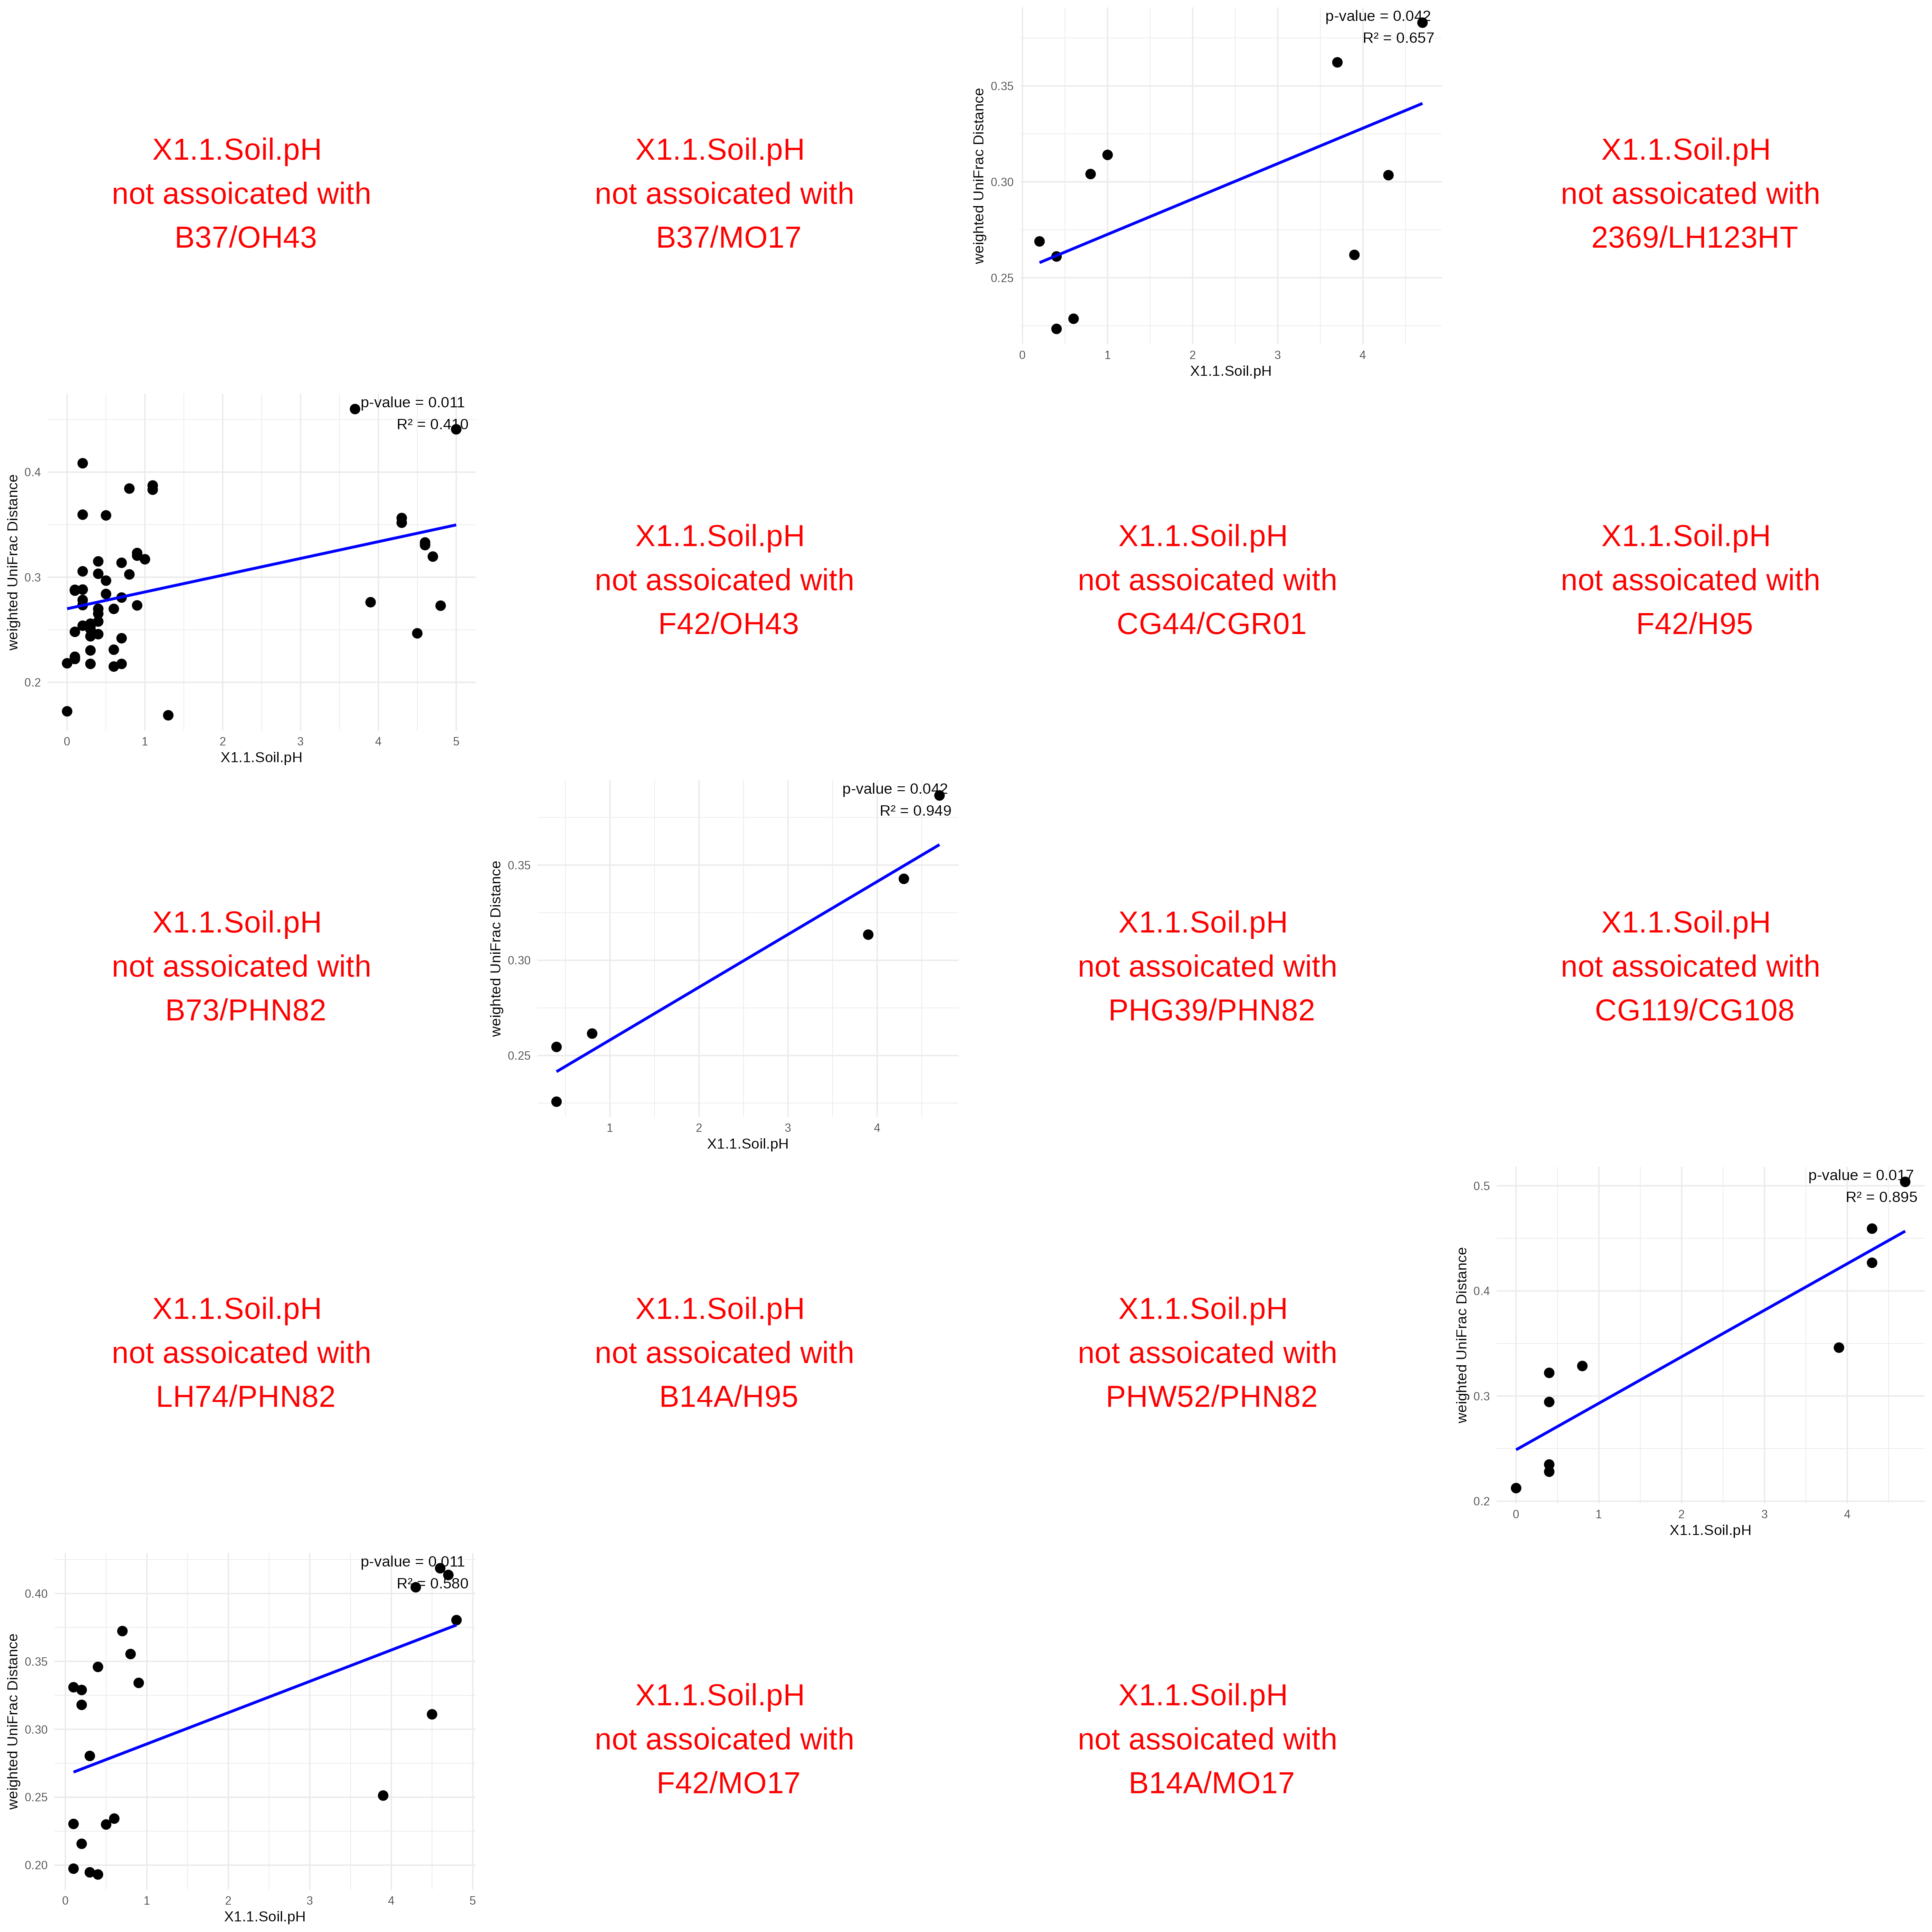 X1.1.Soil.pH
not assoicated with
B37/OH43
X1.1.Soil.pH
not assoicated with
B37/MO17
p-value = 0.042
R² = 0.657
weighted UniFrac Distance
0.35
0.30
0.25
0 1 2 3 4
X1.1.Soil.pH
X1.1.Soil.pH
not assoicated with
2369/LH123HT
p-value = 0.011
R² = 0.410
weighted UniFrac Distance
0.4
0.3
0.2
0 1 2 3 4 5
X1.1.Soil.pH
X1.1.Soil.pH
not assoicated with
F42/OH43
X1.1.Soil.pH
not assoicated with
CG44/CGR01
X1.1.Soil.pH
not assoicated with
F42/H95
X1.1.Soil.pH
not assoicated with
B73/PHN82
p-value = 0.042
R² = 0.949
weighted UniFrac Distance
0.35
0.30
0.25
1 2 3 4
X1.1.Soil.pH
X1.1.Soil.pH
not assoicated with
PHG39/PHN82
X1.1.Soil.pH
not assoicated with
CG119/CG108
X1.1.Soil.pH
not assoicated with
LH74/PHN82
X1.1.Soil.pH
not assoicated with
B14A/H95
X1.1.Soil.pH
not assoicated with
PHW52/PHN82
p-value = 0.017
R² = 0.895
weighted UniFrac Distance
0.5
0.4
0.3
0.2
0 1 2 3 4
X1.1.Soil.pH
p-value = 0.011
R² = 0.580
weighted UniFrac Distance
0.40
0.35
0.30
0.25
0.20
0 1 2 3 4 5
X1.1.Soil.pH
X1.1.Soil.pH
not assoicated with
F42/MO17
X1.1.Soil.pH
not assoicated with
B14A/MO17